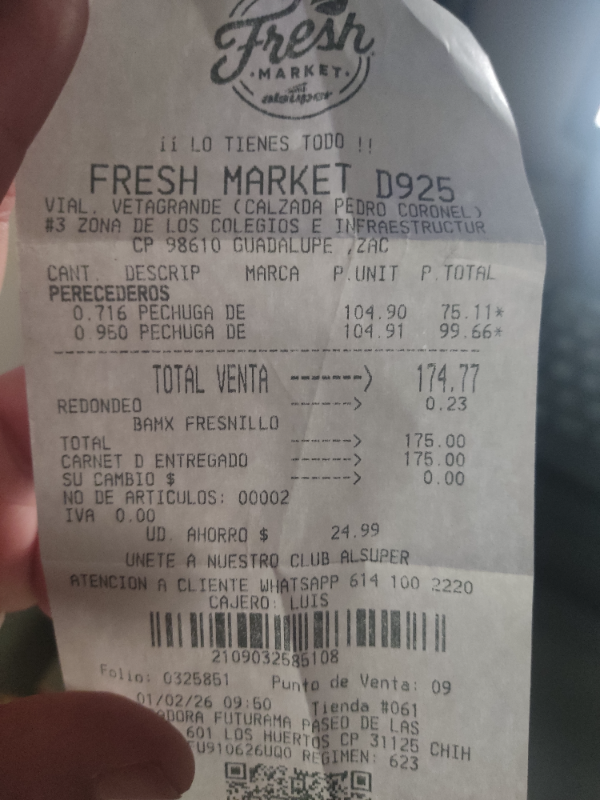 Fresh
·MARKET·
alsuper
¡¡ LO TIENES TODO !!
FRESH MARKET D925
VIAL. VETAGRANDE (CALZADA PEDRO CORONEL)
#3 ZONA DE LOS COLEGIOS E INFRAESTRUCTUR
CP 98610 GUADALUPE ,ZAC
CANT. DESCRIP MARCA P.UNIT P.TOTAL
PERECEDEROS
0.716 PECHUGA DE 104.90 75.11*
0.950 PECHUGA DE 104.91 99.66*
TOTAL VENTA ------> 174.77
REDONDEO ------> 0.23
BAMX FRESNILLO
TOTAL ------> 175.00
CARNET D ENTREGADO ------> 175.00
SU CAMBIO $ ------> 0.00
NO DE ARTICULOS: 00002
IVA 0.00
UD. AHORRO $ 24.99
UNETE A NUESTRO CLUB ALSUPER
ATENCION A CLIENTE WHATSAPP 614 100 2220
CAJERO: LUIS
2109032585108
Folio: 0325851 Punto de Venta: 09
01/02/26 09:50 Tienda #061
ADORA FUTURAMA PASEO DE LAS
601 LOS HUERTOS CP 31125 CHIH
FU910626UQ0 REGIMEN: 623